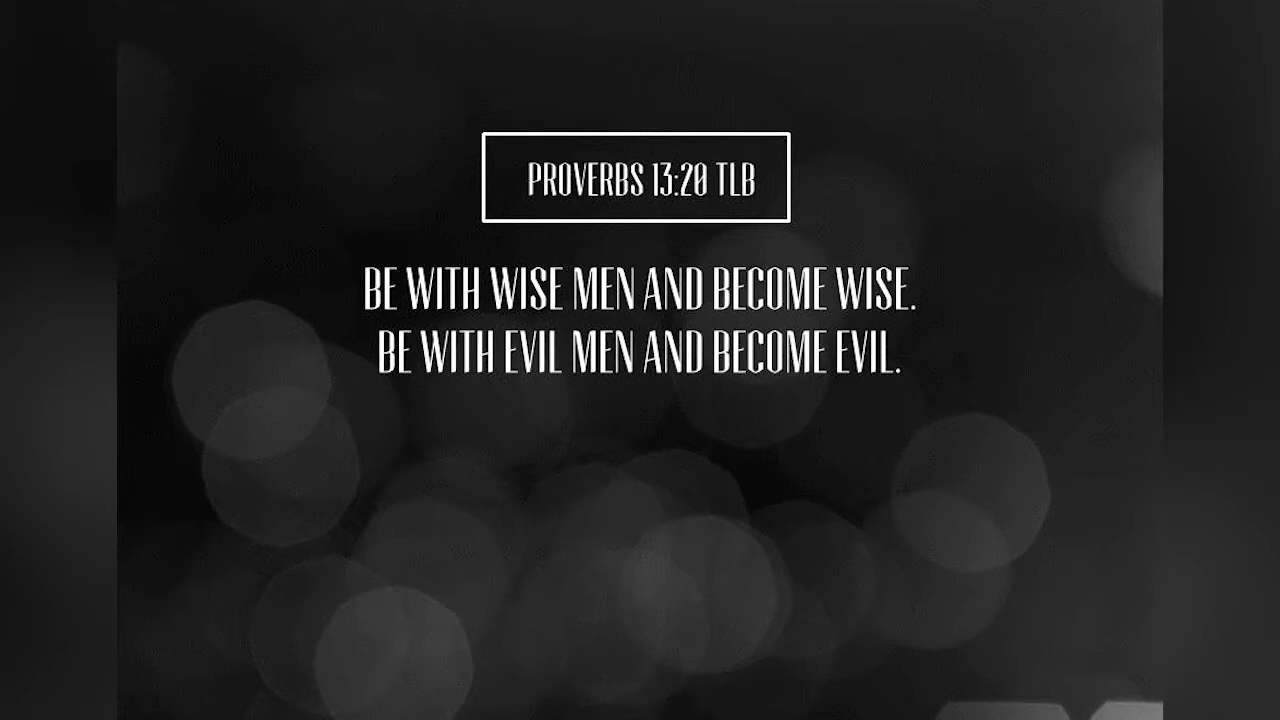 PROVERBS 13:20 TLB
BE WITH WISE MEN AND BECOME WISE.
BE WITH EVIL MEN AND BECOME EVIL.